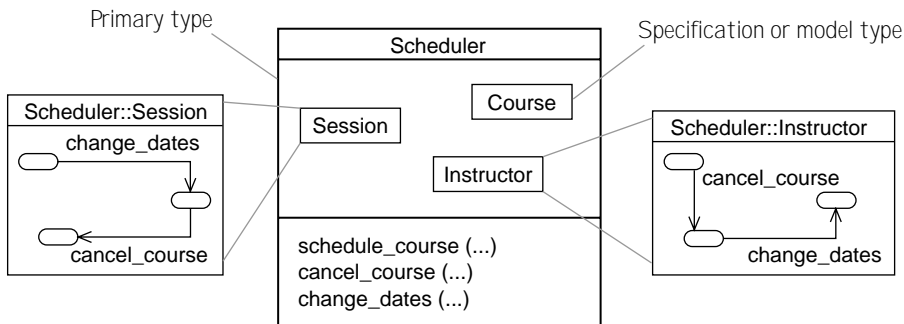 Primary type
Scheduler
Specification or model type
Scheduler::Session
change_dates
cancel_course
Session
Course
Instructor
schedule_course (...)
cancel_course (...)
change_dates (...)
Scheduler::Instructor
cancel_course
change_dates